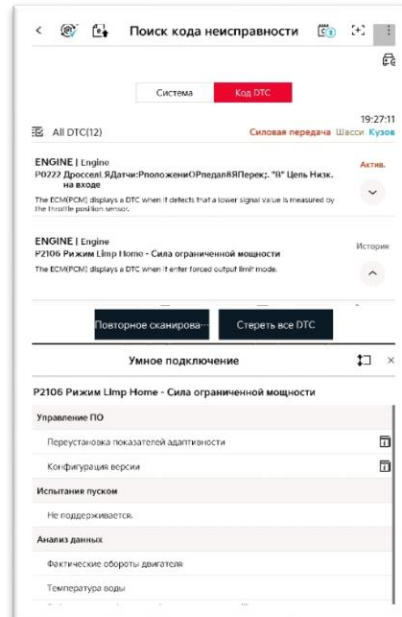 Поиск кода неисправности
Система
Код DTC
19:27:11
All DTC(12)
Силовая передача Шасси Кузов
ENGINE | Engine
Актив.
P0222 Дроссел\ЯДатчи:РположениОРпедал8ЯПерекј. "В" Цепь Низк.
на входе
The ECM(PCM) displays a DTC when it detects that a lower signal value is measured by
the throttle position sensor.
ENGINE | Engine
История
P2106 Рижим Limp Home - Сила ограниченной мощности
The ECM(PCM) displays a DTC when it enter forced output limit mode.
Повторное сканирова···
Стереть все DTC
Умное подключение
P2106 Рижим Limp Home - Сила ограниченной мощности
Управление ПО
Переустановка показателей адаптивности
Конфигурация версии
Испытания пуском
Не поддерживается.
Анализ данных
Фактические обороты двигателя
Температура воды